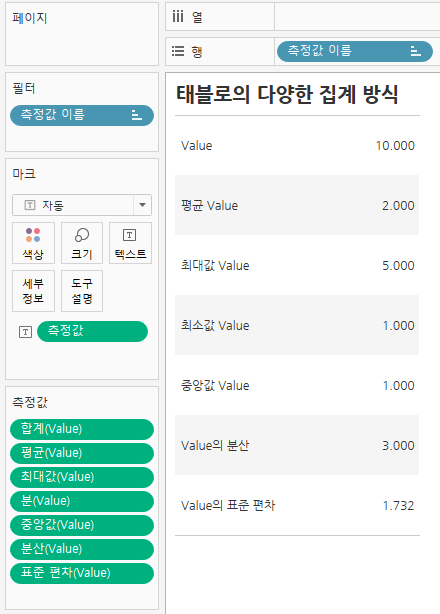 페이지
열
행
측정값 이름
필터
측정값 이름
마크
자동
색상
크기
텍스트
세부
정보
도구
설명
측정값
측정값
합계(Value)
평균(Value)
최대값(Value)
분(Value)
중앙값(Value)
분산(Value)
표준 편차(Value)
태블로의 다양한 집계 방식
Value 10.000
평균 Value 2.000
최대값 Value 5.000
최소값 Value 1.000
중앙값 Value 1.000
Value의 분산 3.000
Value의 표준 편차 1.732